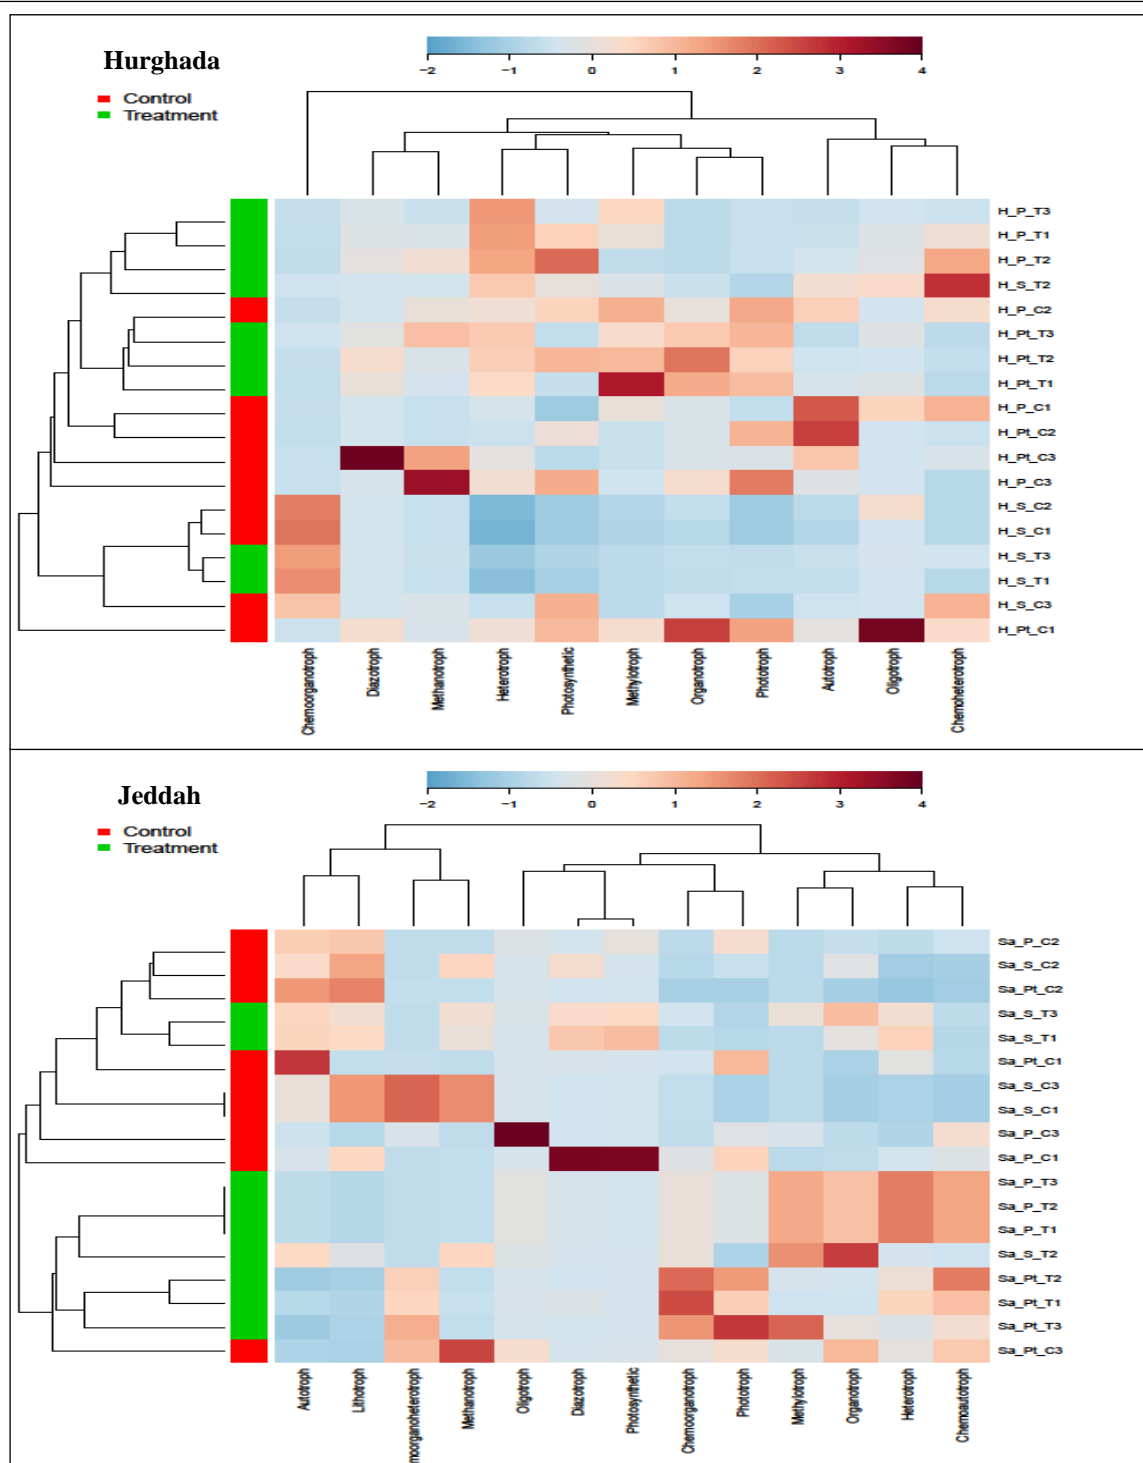 Hurghada
-2 -1 0 1 2 3 4
Control
Treatment
H_P_T3
H_P_T1
H_P_T2
H_S_T2
H_P_C2
H_Pt_T3
H_Pt_T2
H_Pt_T1
H_P_C1
H_Pt_C2
H_Pt_C3
H_P_C3
H_S_C2
H_S_C1
H_S_T3
H_S_T1
H_S_C3
H_Pt_C1
Chemoorganotroph
Diazotroph
Methanotroph
Heterotroph
Photosynthetic
Methylotroph
Organotroph
Phototroph
Autotroph
Oligotroph
Chemoheterotroph
Jeddah
-2 -1 0 1 2 3 4
Control
Treatment
Sa_P_C2
Sa_S_C2
Sa_Pt_C2
Sa_S_T3
Sa_S_T1
Sa_Pt_C1
Sa_S_C3
Sa_S_C1
Sa_P_C3
Sa_P_C1
Sa_P_T3
Sa_P_T2
Sa_P_T1
Sa_S_T2
Sa_Pt_T2
Sa_Pt_T1
Sa_Pt_T3
Sa_Pt_C3
Autotroph
Lithotroph
moorganoheterotroph
Methanotroph
Oligotroph
Diazotroph
Photosynthetic
Chemoorganotroph
Phototroph
Methylotroph
Organotroph
Heterotroph
Chemoautotroph